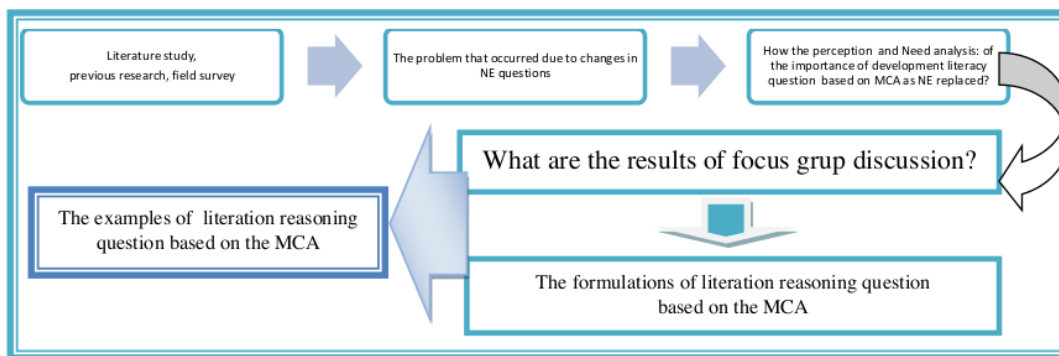 Literature study,
previous research, field survey
The problem that occurred due to changes in
NE questions
How the perception and Need analysis: of
the importance of development literacy
question based on MCA as NE replaced?
What are the results of focus grup discussion?
The examples of literation reasoning
question based on the MCA
The formulations of literation reasoning question
based on the MCA